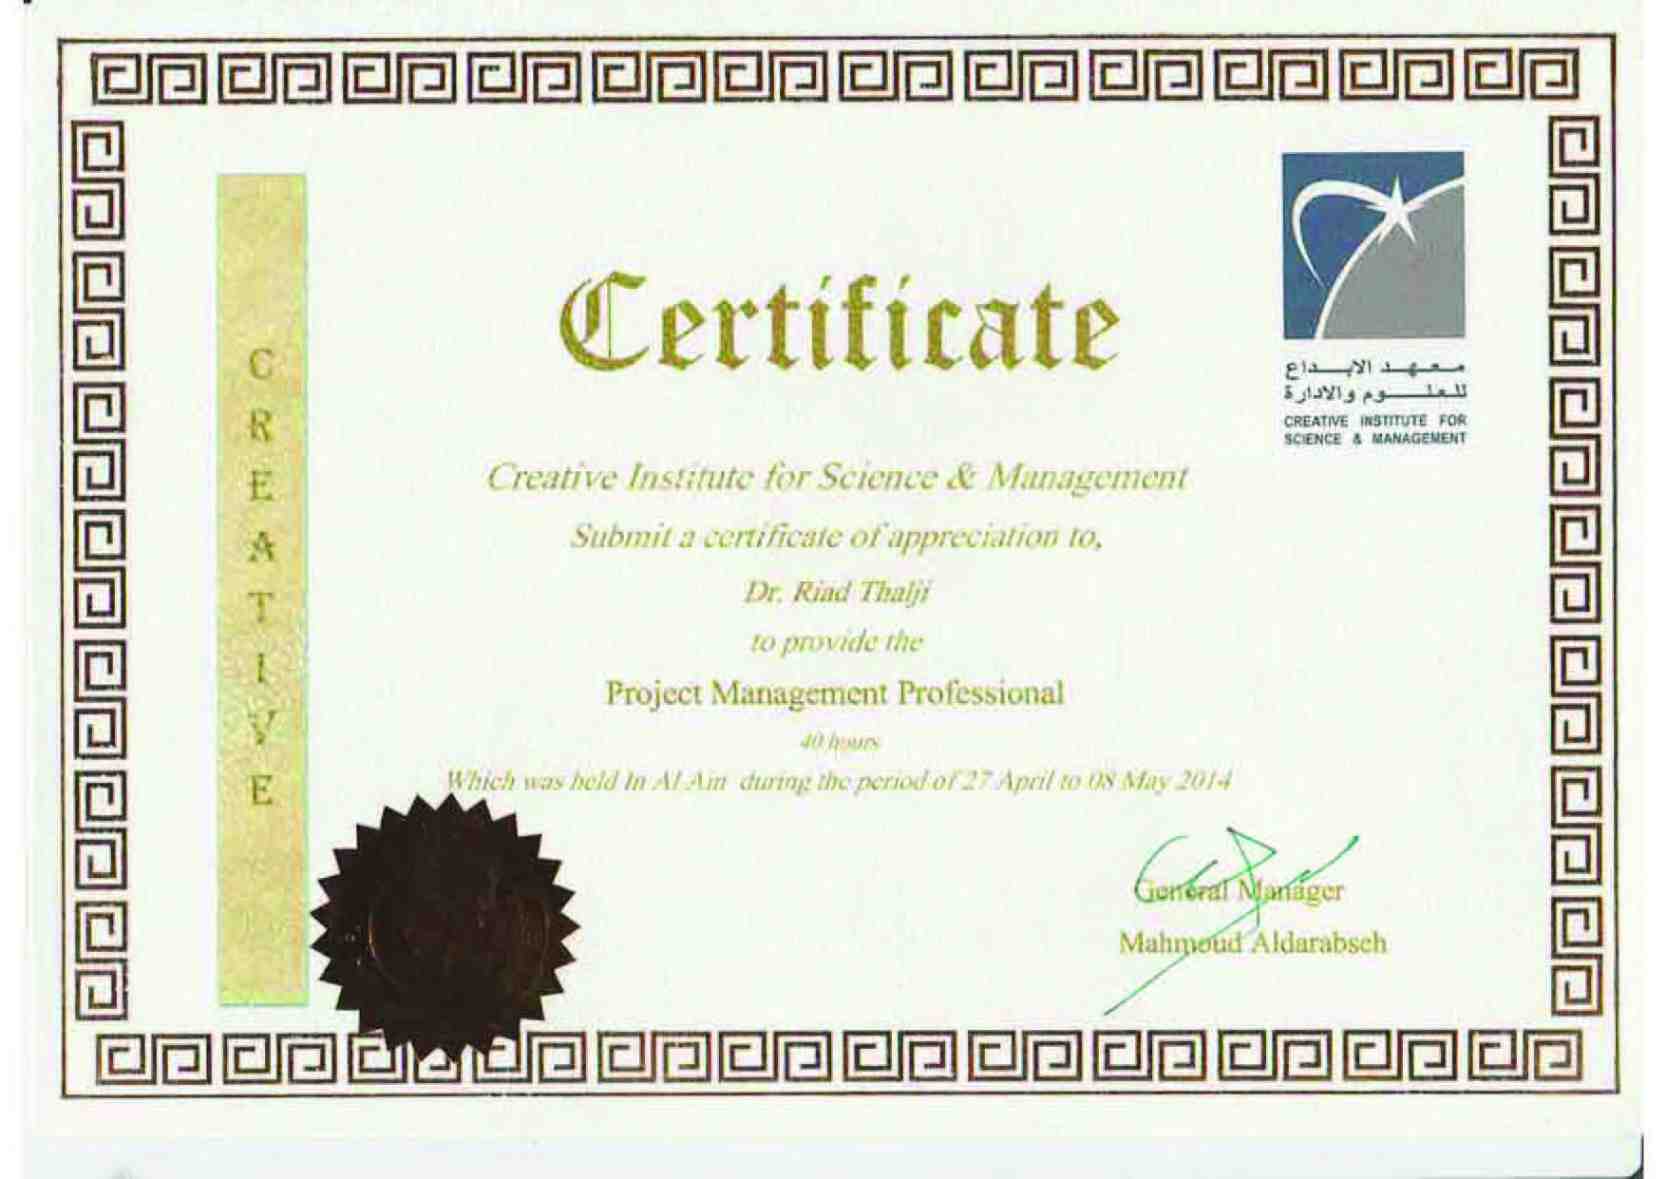 CREATIVE
Certificate
معهد الابداع
للعلوم والادارة
CREATIVE INSTITUTE FOR
SCIENCE & MANAGEMENT
Creative Institute for Science & Management
Submit a certificate of appreciation to,
Dr. Riad Thalji
to provide the
Project Management Professional
40 hours
Which was held In Al Ain during the period of 27 April to 08 May 2014
General Manager
Mahmoud Aldarabseh